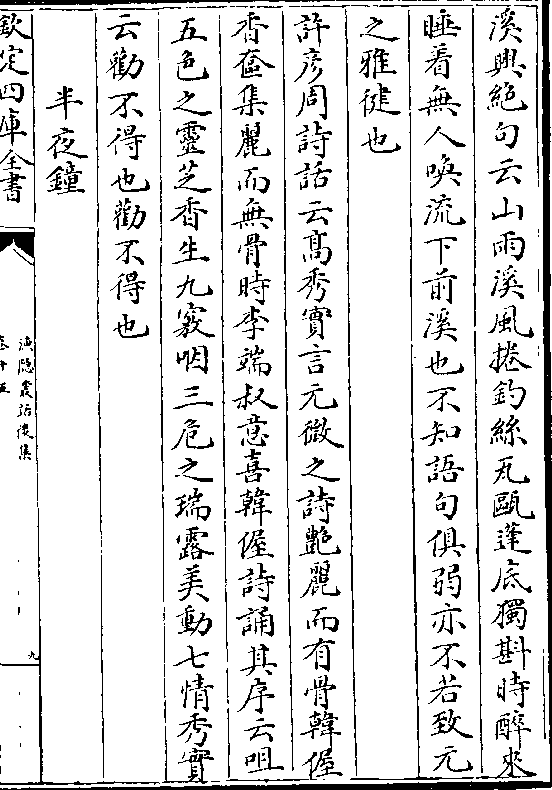 溪興絶句云山雨溪風捲釣絲瓦甌蓬底獨斟時醉來
睡着無人喚流下前溪也不知語句俱弱亦不若致元
之雅健也
許彦周詩話云高秀實言元微之詩艶麗而有骨韓偓
香奩集麗而無骨時李端叔意喜韓偓詩誦其序云咀
五色之靈芝香生九竅咽三危之瑞露美動七情秀實
云勸不得也勸不得也
半夜鐘
欽定四庫全書
漁隱叢話後集
卷十五
九